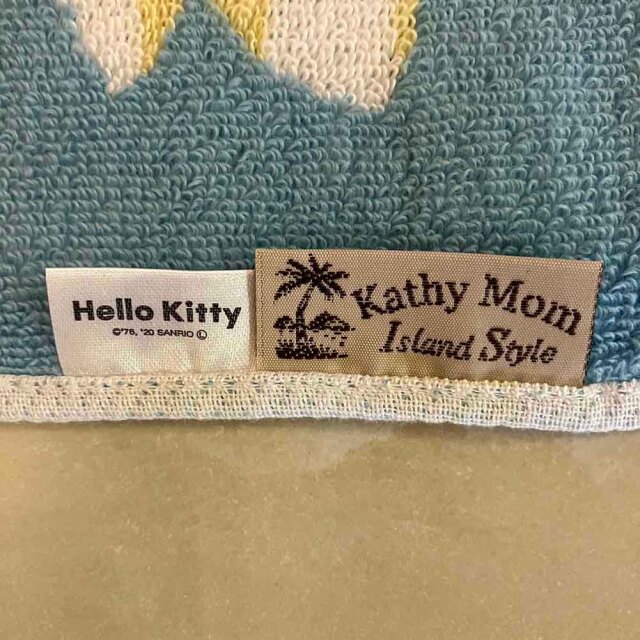 Hello Kitty
©'76, '20 SANRIO Ⓛ
Kathy Mom
Island Style